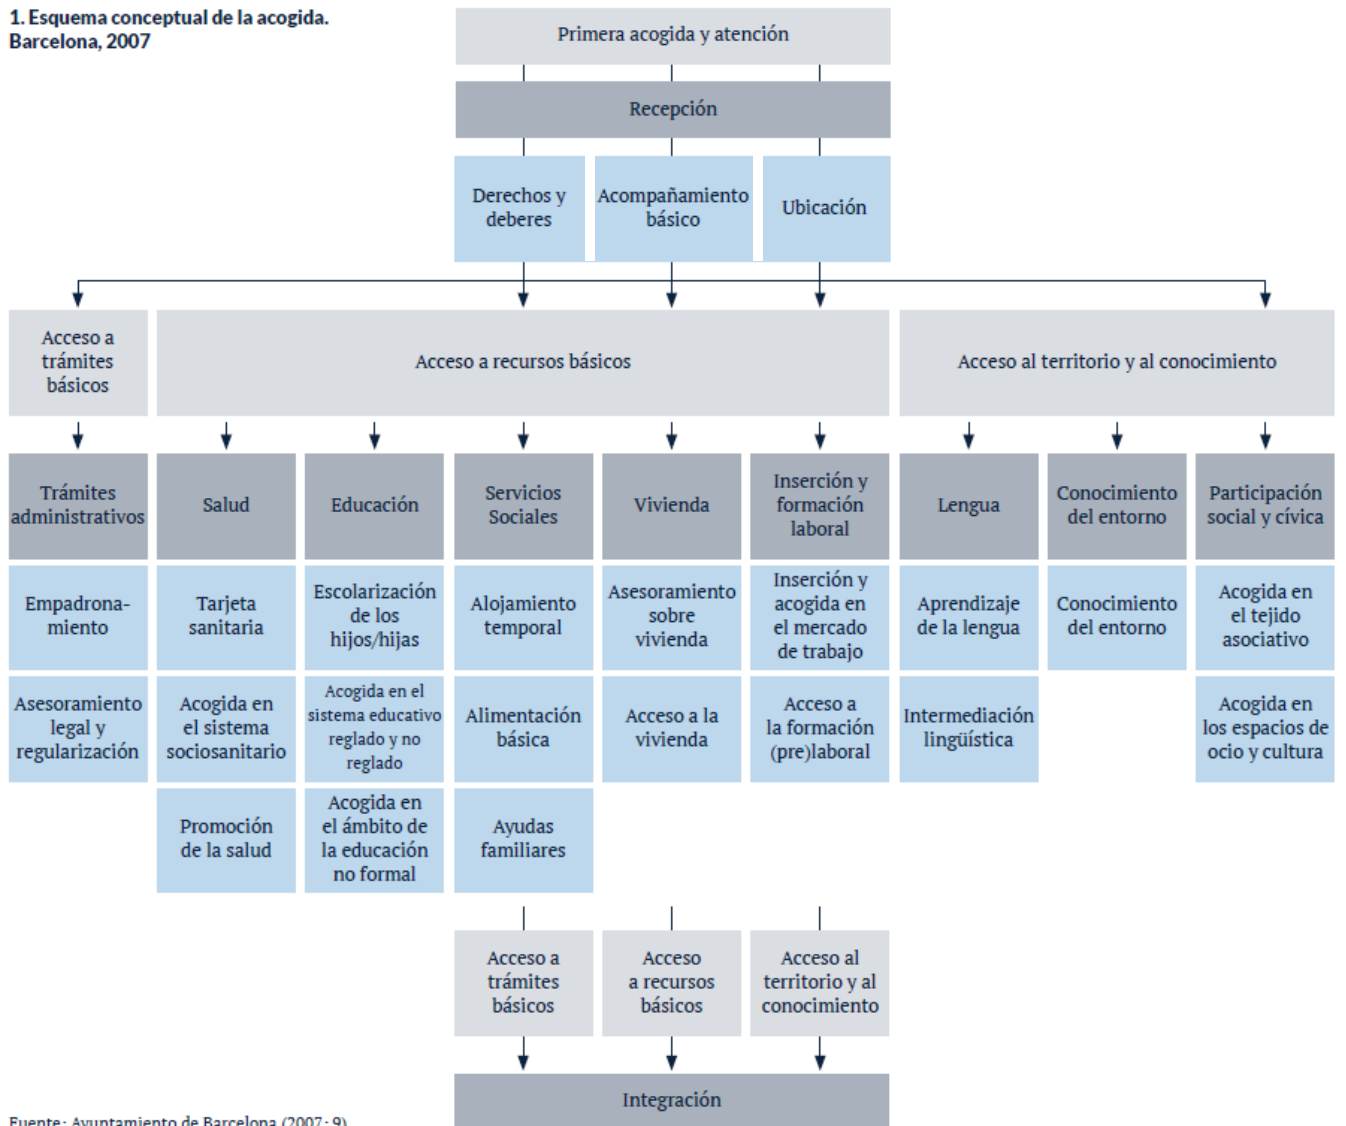 1. Esquema conceptual de la acogida.
Barcelona, 2007
Primera acogida y atención
Recepción
Derechos y
deberes
Acompañamiento
básico
Ubicación
Acceso a
trámites
básicos
Acceso a recursos básicos
Acceso al territorio y al conocimiento
Trámites
administrativos
Salud
Educación
Servicios
Sociales
Vivienda
Inserción y
formación
laboral
Lengua
Conocimiento
del entorno
Participación
social y cívica
Empadrona-
miento
Tarjeta
sanitaria
Escolarización
de los
hijos/hijas
Alojamiento
temporal
Asesoramiento
sobre
vivienda
Inserción y
acogida en
el mercado
de trabajo
Aprendizaje
de la lengua
Conocimiento
del entorno
Acogida en
el tejido
asociativo
Asesoramiento
legal y
regularización
Acogida en
el sistema
sociosanitario
Acogida en el
sistema educativo
reglado y no
reglado
Alimentación
básica
Acceso a la
vivienda
Acceso a
la formación
(pre)laboral
Intermediación
lingüística
Acogida en
los espacios de
ocio y cultura
Promoción
de la salud
Acogida en
el ámbito de
la educación
no formal
Ayudas
familiares
Acceso a
trámites
básicos
Acceso
a recursos
básicos
Acceso al
territorio y al
conocimiento
Integración
Fuente: Ayuntamiento de Barcelona (2007: 9)